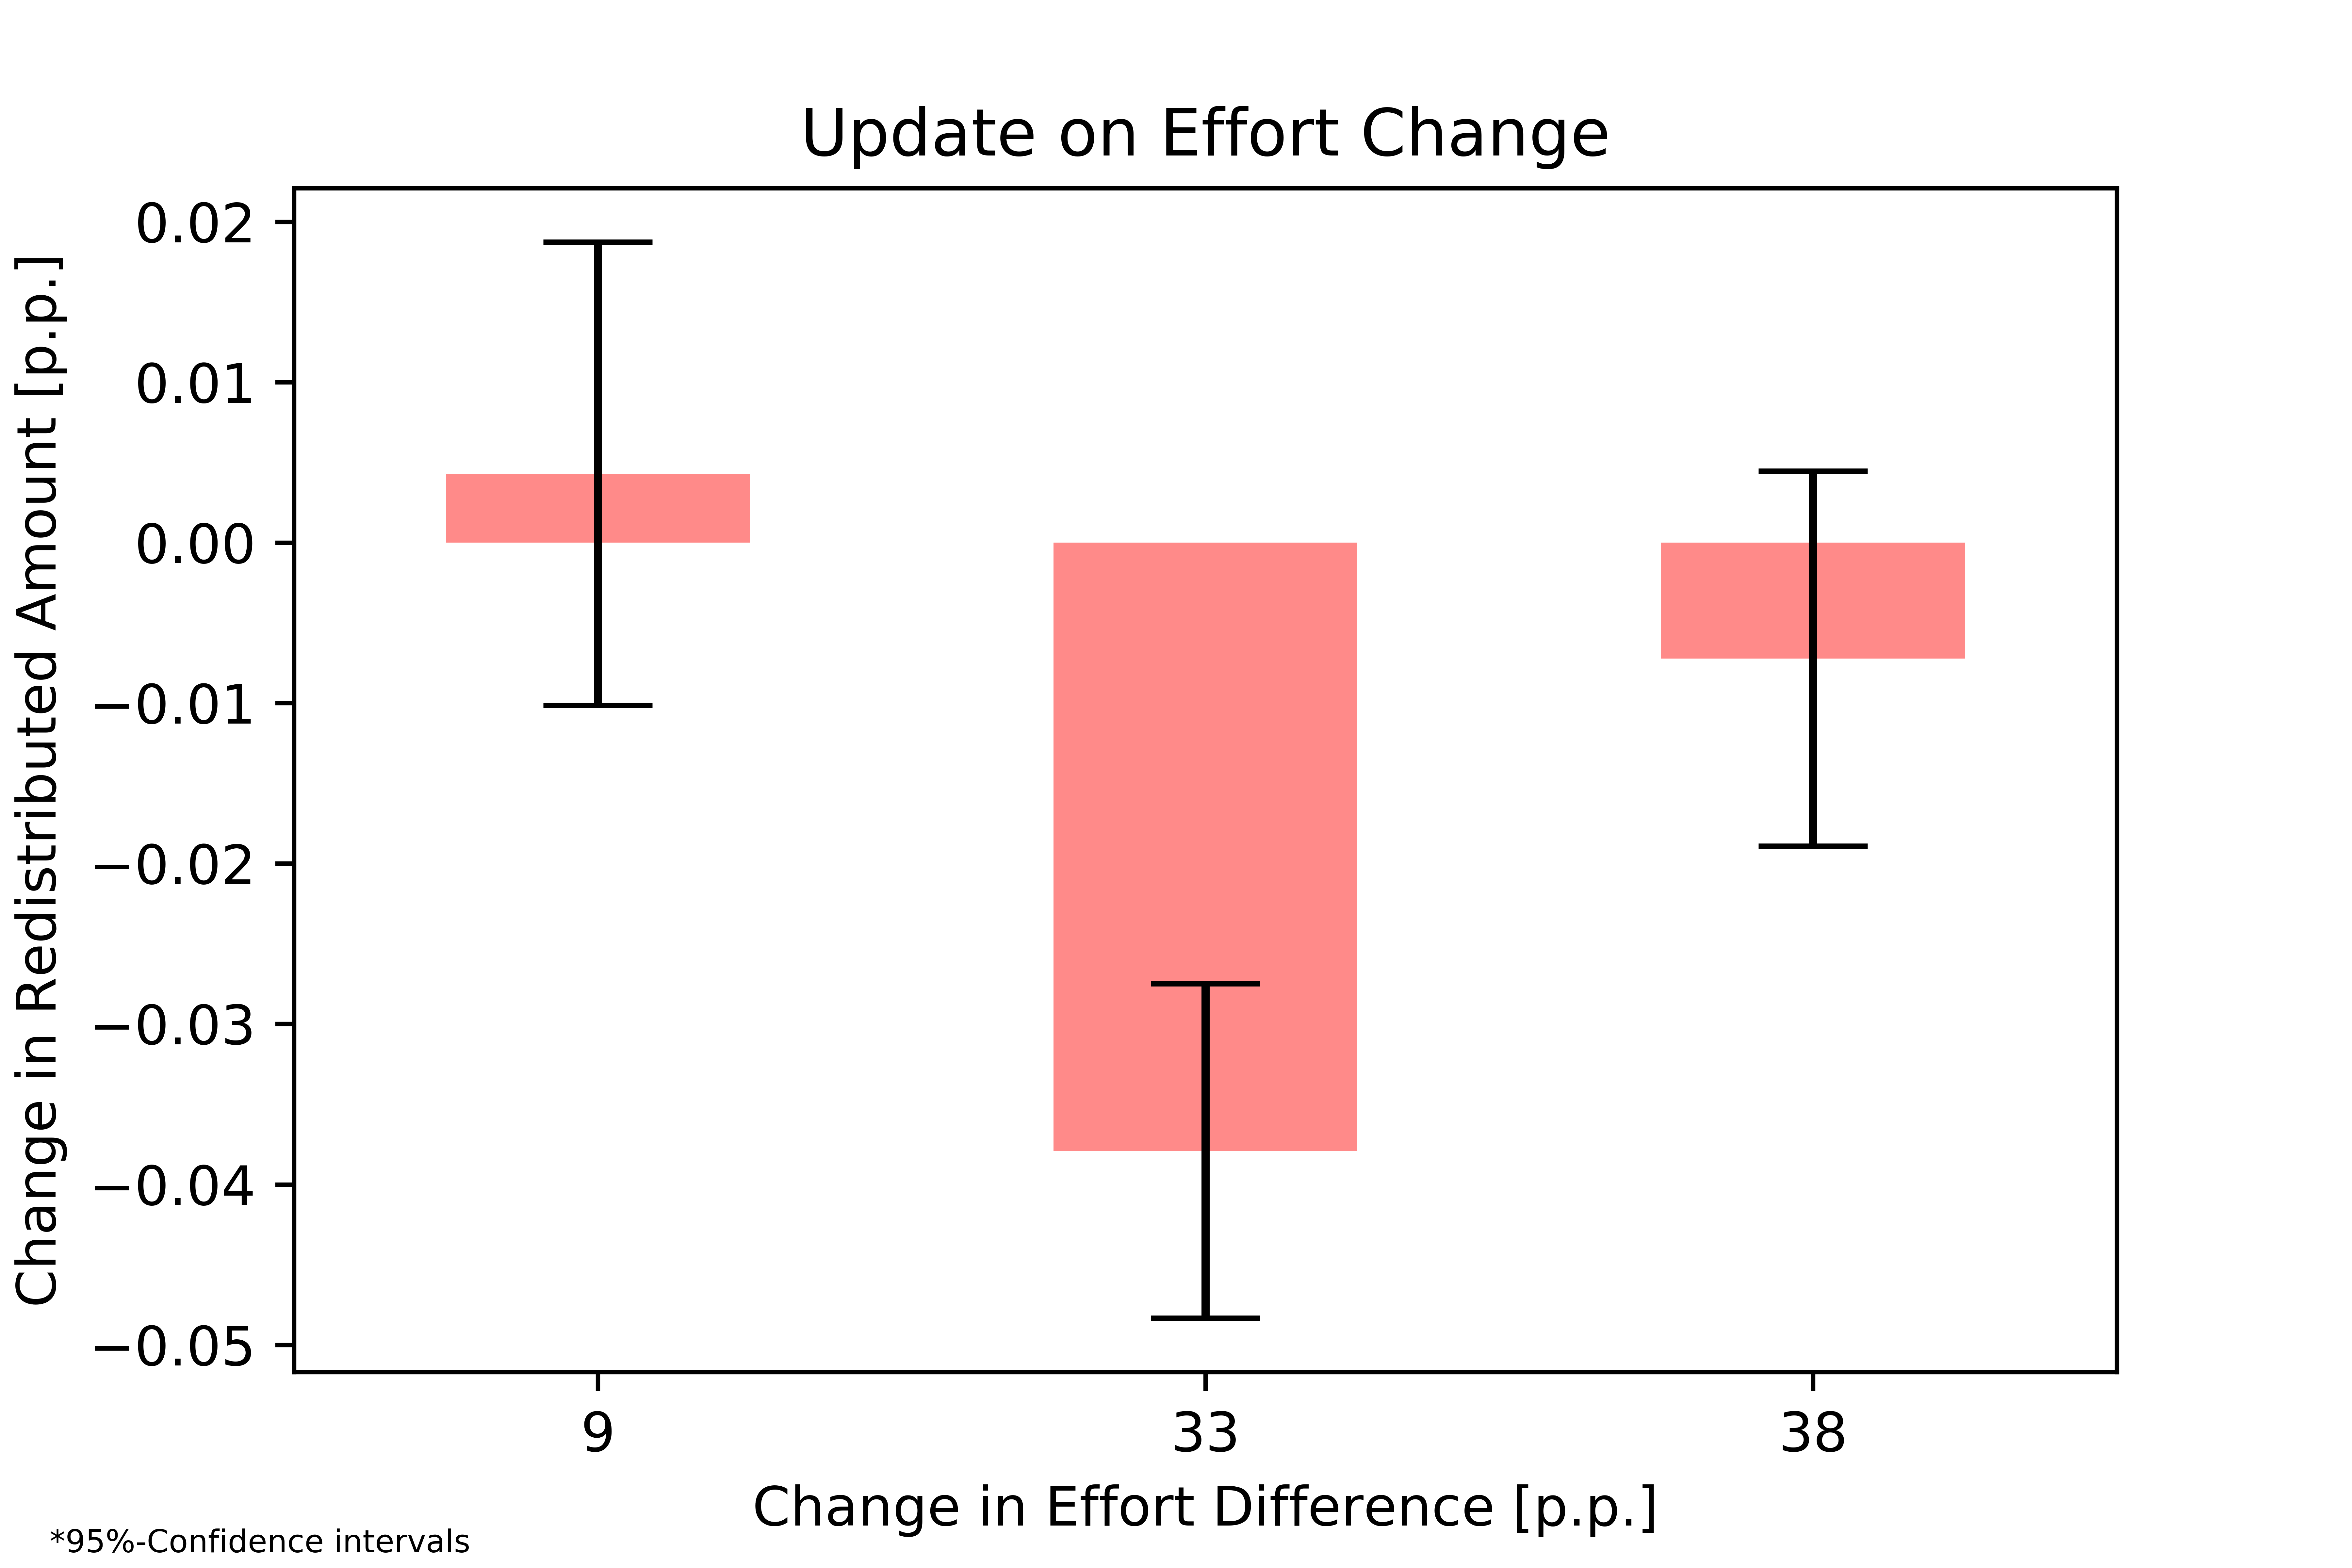 Update on Effort Change
Change in Redistributed Amount [p.p.]
0.02
0.01
0.00
−0.01
−0.02
−0.03
−0.04
−0.05
9 33 38
Change in Effort Difference [p.p.]
*95%-Confidence intervals